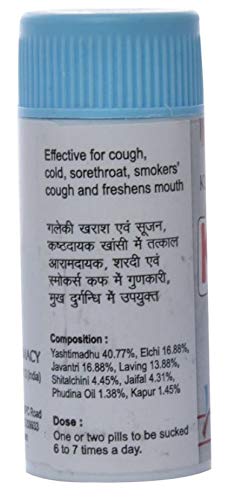 Effective for cough,
cold, sorethroat, smokers'
cough and freshens mouth
गलेकी खराश एवं सूजन,
कष्ठदायक खांसी में तत्काल
आरामदायक, शरदी एवं
स्मोकर्स कफ में गुणकारी,
मुख दुर्गन्धि में उपयुक्त
Composition :
Yashtimadhu 40.77%, Elchi 16.88%,
Javantri 16.88%, Laving 13.88%,
Shitalchini 4.45%, Jaifal 4.31%,
Phudina Oil 1.38%, Kapur 1.45%
Dose :
One or two pills to be sucked
6 to 7 times a day.